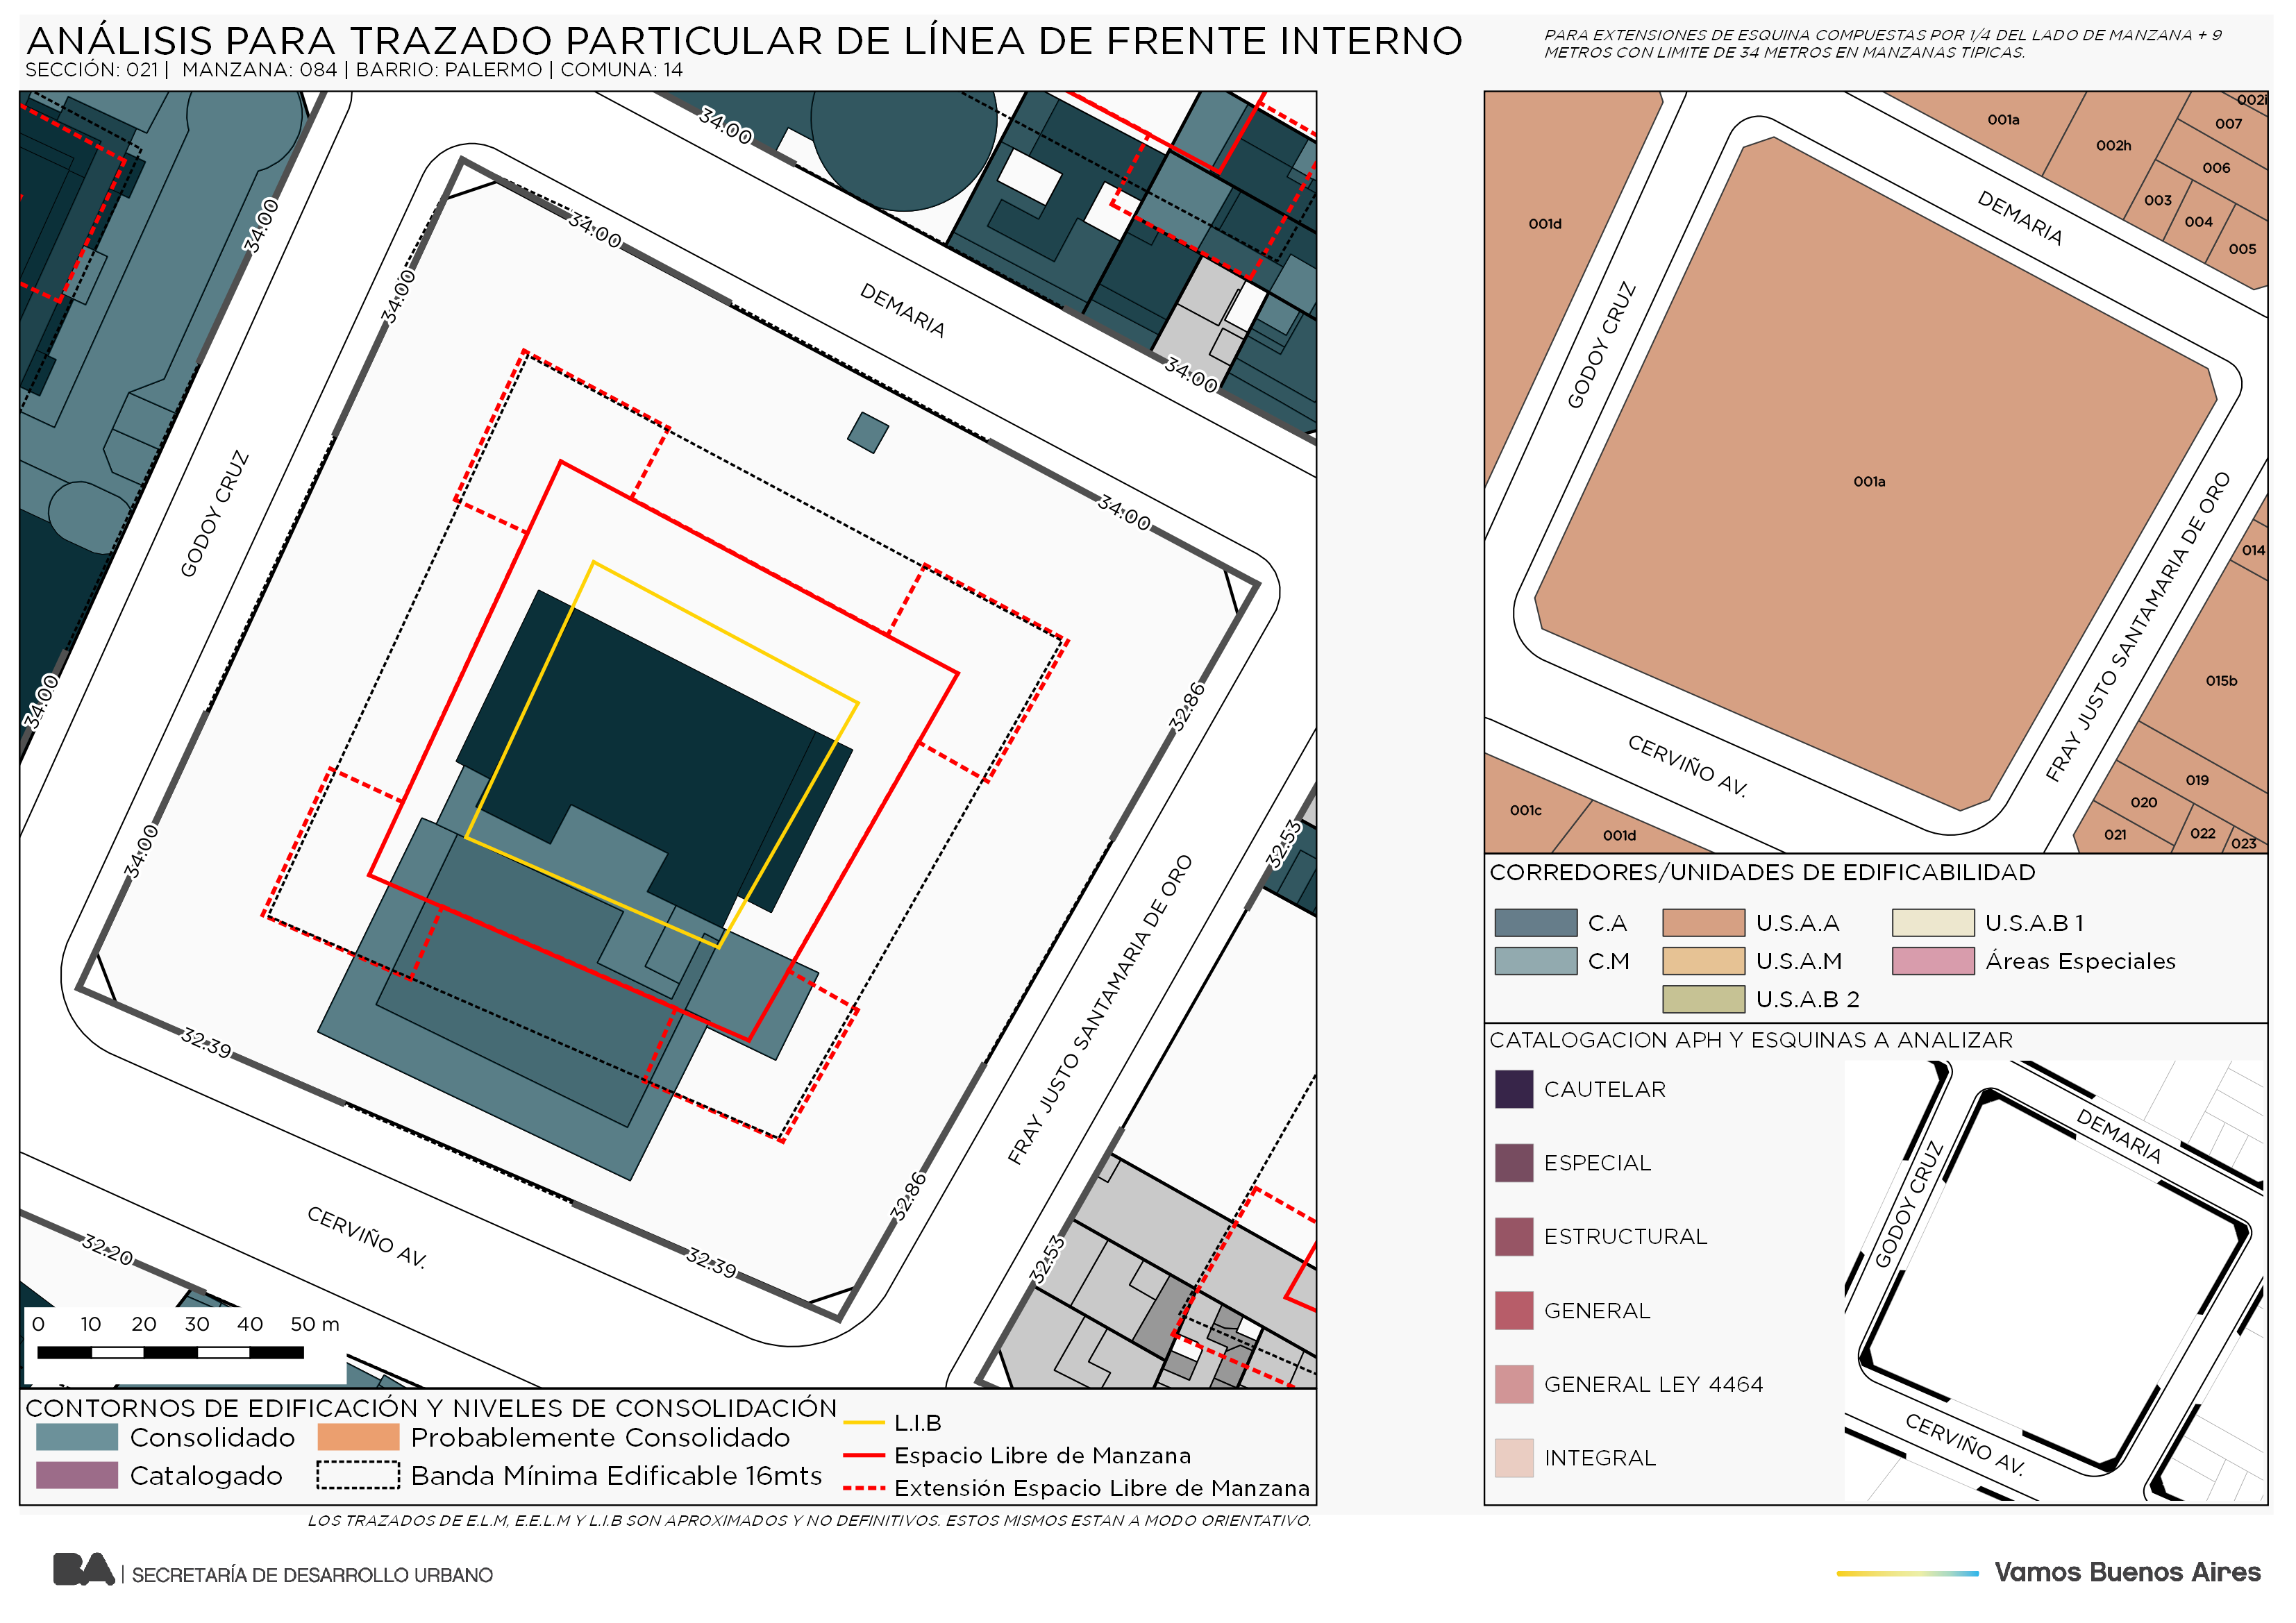 ANÁLISIS PARA TRAZADO PARTICULAR DE LÍNEA DE FRENTE INTERNO
SECCIÓN: 021 | MANZANA: 084 | BARRIO: PALERMO | COMUNA: 14
PARA EXTENSIONES DE ESQUINA COMPUESTAS POR 1/4 DEL LADO DE MANZANA + 9
METROS CON LIMITE DE 34 METROS EN MANZANAS TIPICAS.
34.00
34.00
34.00
34.00
DEMARIA
34.00
34.00
GODOY CRUZ
34.00
34.00
32.86
32.53
FRAY JUSTO SANTAMARIA DE ORO
32.39
32.86
CERVIÑO AV.
32.39
32.20
32.53
0 10 20 30 40 50 m
CONTORNOS DE EDIFICACIÓN Y NIVELES DE CONSOLIDACIÓN
Consolidado
Probablemente Consolidado
Catalogado
Banda Mínima Edificable 16mts
L.I.B
Espacio Libre de Manzana
Extensión Espacio Libre de Manzana
LOS TRAZADOS DE E.L.M, E.E.L.M Y L.I.B SON APROXIMADOS Y NO DEFINITIVOS. ESTOS MISMOS ESTAN A MODO ORIENTATIVO.
001d
001a
002h
002i
007
006
003
004
005
DEMARIA
GODOY CRUZ
001a
FRAY JUSTO SANTAMARIA DE ORO
014
015b
CERVIÑO AV.
019
020
021
022
023
001c
001d
CORREDORES/UNIDADES DE EDIFICABILIDAD
C.A
U.S.A.A
U.S.A.B 1
C.M
U.S.A.M
Áreas Especiales
U.S.A.B 2
CATALOGACION APH Y ESQUINAS A ANALIZAR
CAUTELAR
ESPECIAL
ESTRUCTURAL
GENERAL
GENERAL LEY 4464
INTEGRAL
DEMARIA
GODOY CRUZ
CERVIÑO AV.
BA | SECRETARÍA DE DESARROLLO URBANO
Vamos Buenos Aires